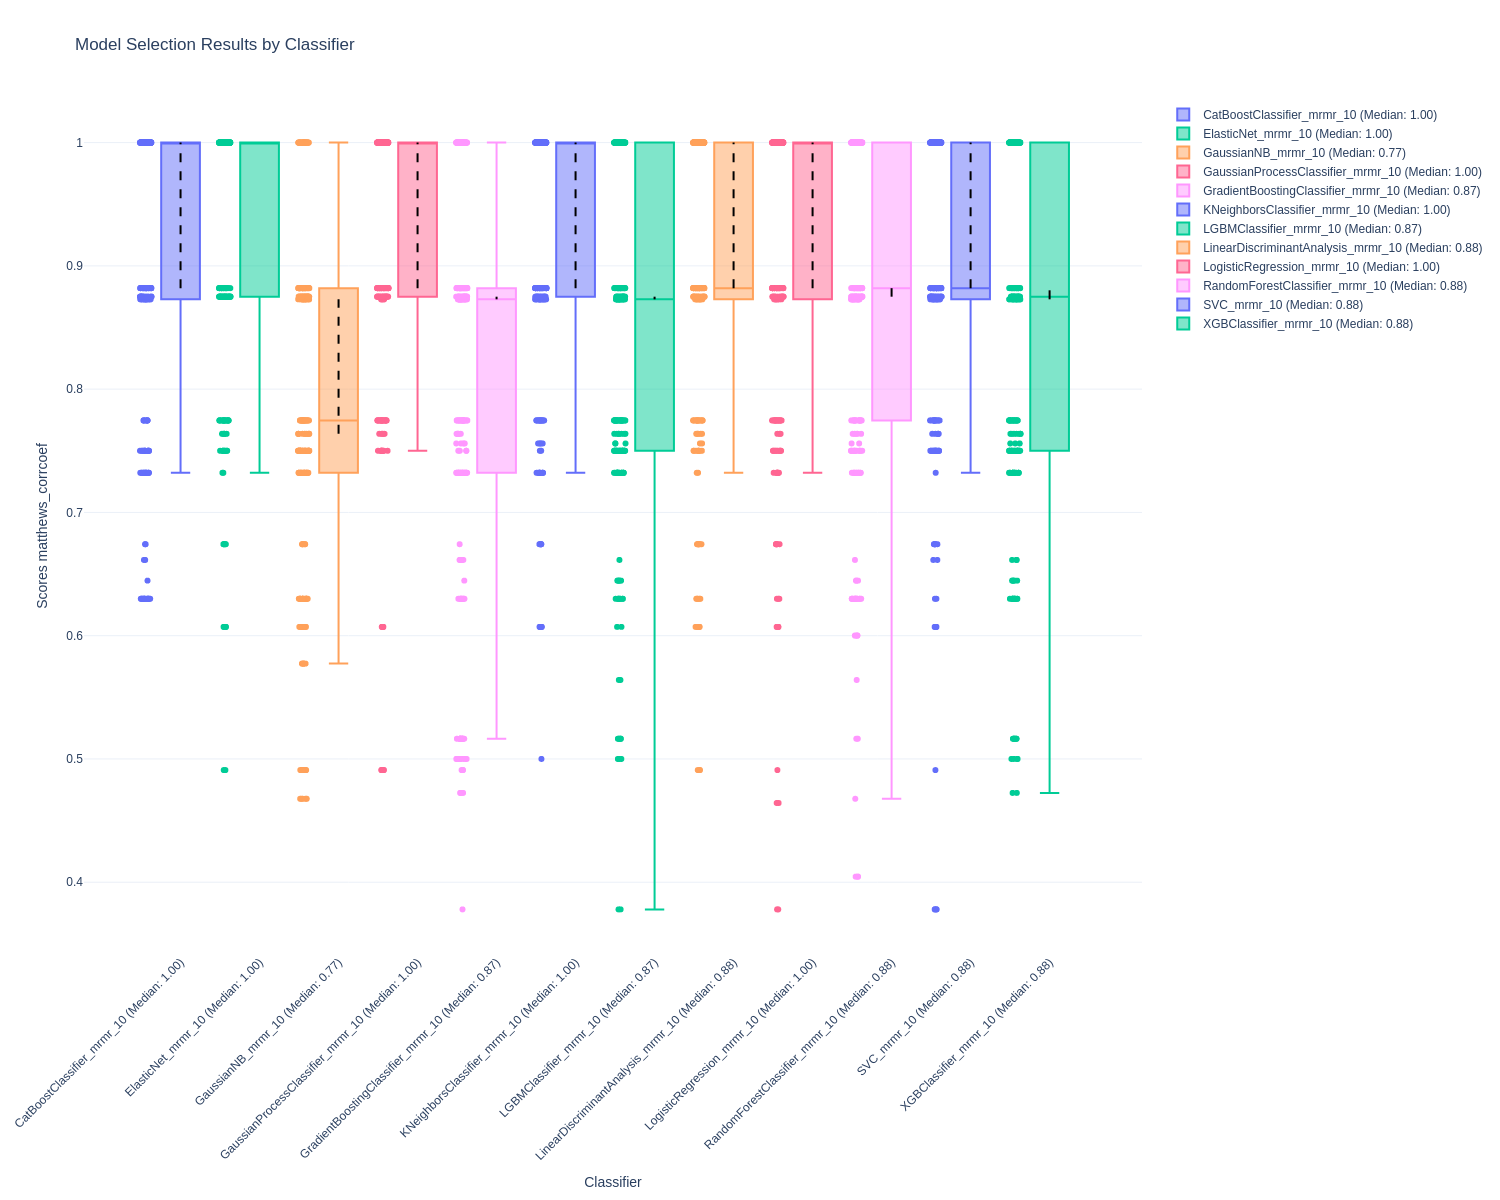 Model Selection Results by Classifier
CatBoostClassifier_mrmr_10 (Median: 1.00)
ElasticNet_mrmr_10 (Median: 1.00)
GaussianNB_mrmr_10 (Median: 0.77)
GaussianProcessClassifier_mrmr_10 (Median: 1.00)
GradientBoostingClassifier_mrmr_10 (Median: 0.87)
KNeighborsClassifier_mrmr_10 (Median: 1.00)
LGBMClassifier_mrmr_10 (Median: 0.87)
LinearDiscriminantAnalysis_mrmr_10 (Median: 0.88)
LogisticRegression_mrmr_10 (Median: 1.00)
RandomForestClassifier_mrmr_10 (Median: 0.88)
SVC_mrmr_10 (Median: 0.88)
XGBClassifier_mrmr_10 (Median: 0.88)
Scores matthews_corrcoef
1
0.9
0.8
0.7
0.6
0.5
0.4
CatBoostClassifier_mrmr_10 (Median: 1.00)
ElasticNet_mrmr_10 (Median: 1.00)
GaussianNB_mrmr_10 (Median: 0.77)
GaussianProcessClassifier_mrmr_10 (Median: 1.00)
GradientBoostingClassifier_mrmr_10 (Median: 0.87)
KNeighborsClassifier_mrmr_10 (Median: 1.00)
LGBMClassifier_mrmr_10 (Median: 0.87)
LinearDiscriminantAnalysis_mrmr_10 (Median: 0.88)
LogisticRegression_mrmr_10 (Median: 1.00)
RandomForestClassifier_mrmr_10 (Median: 0.88)
SVC_mrmr_10 (Median: 0.88)
XGBClassifier_mrmr_10 (Median: 0.88)
Classifier